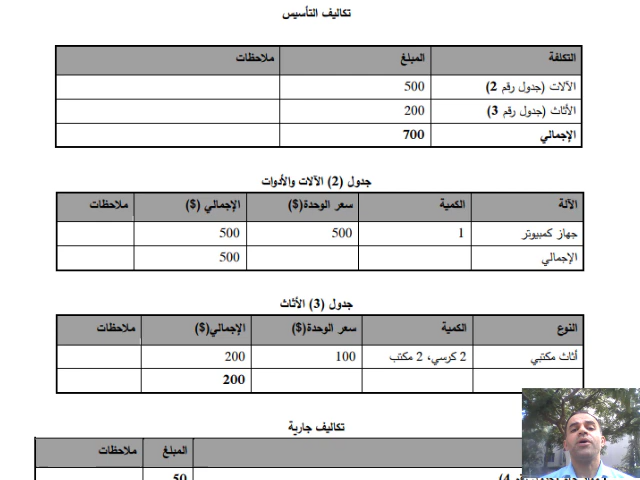 تكاليف التأسيس
التكلفة المبلغ ملاحظات
الآلات (جدول رقم 2) 500
الأثاث (جدول رقم 3) 200
الإجمالي 700
جدول (2) الآلات والأدوات
الآلة الكمية سعر الوحدة($) الإجمالي ($) ملاحظات
جهاز كمبيوتر 1 500 500
الإجمالي 500
جدول (3) الأثاث
النوع الكمية سعر الوحدة($) الإجمالي($) ملاحظات
أثاث مكتبي 2 كرسي، 2 مكتب 100 200
200
تكاليف جارية
المبلغ ملاحظات
50